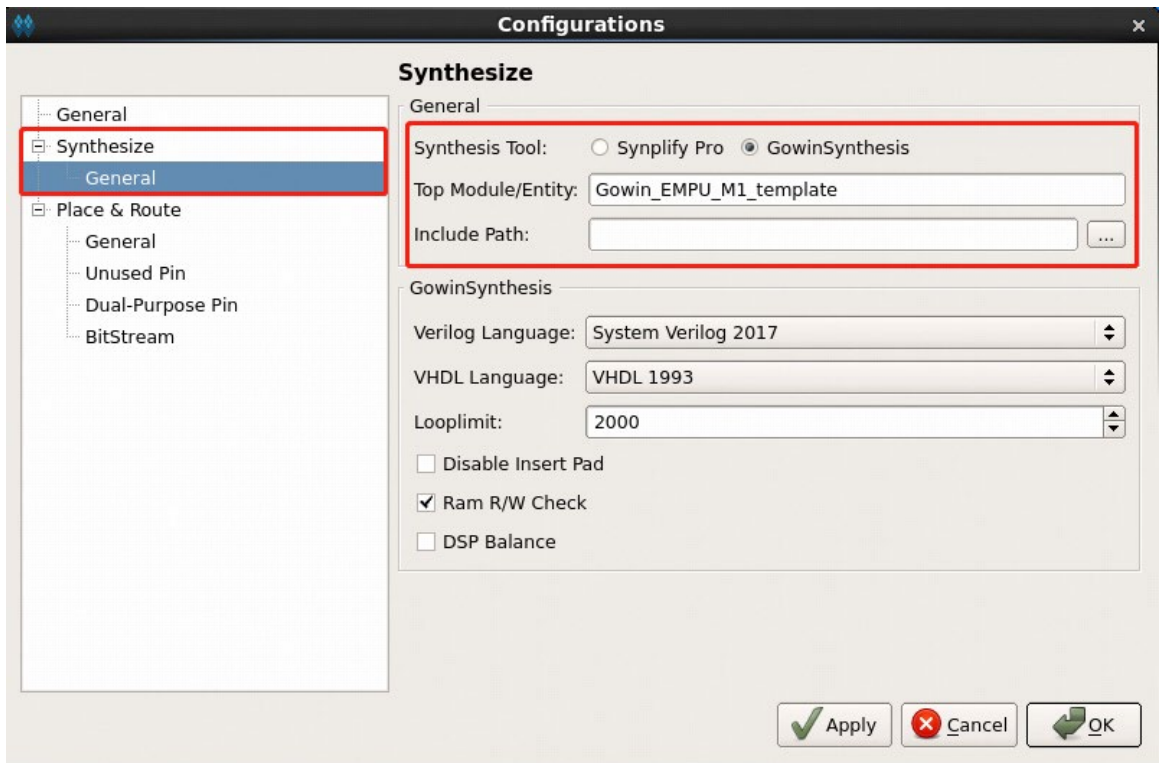 Configurations
Synthesize
General
Synthesize
General
Place & Route
General
Unused Pin
Dual-Purpose Pin
BitStream
General
Synthesis Tool: Synplify Pro GowinSynthesis
Top Module/Entity: Gowin_EMPU_M1_template
Include Path: ...
GowinSynthesis
Verilog Language: System Verilog 2017
VHDL Language: VHDL 1993
Looplimit: 2000
Disable Insert Pad
Ram R/W Check
DSP Balance
Apply Cancel OK